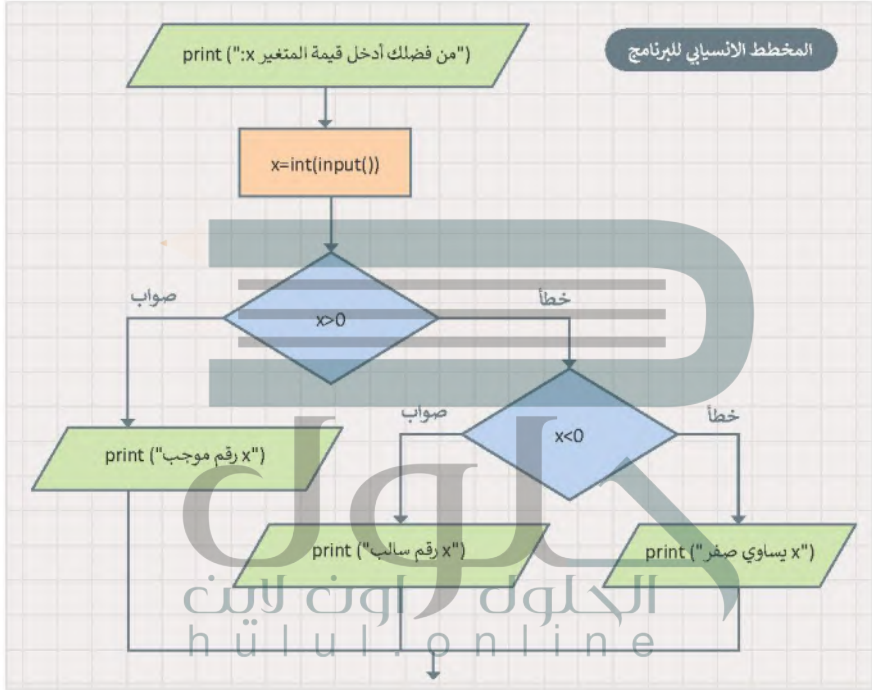 المخطط الانسيابي للبرنامج
print ("من فضلك أدخل قيمة المتغير x:")
x=int(input())
x>0
صواب
خطأ
x<0
صواب
خطأ
print ("x رقم موجب")
print ("x رقم سالب")
print ("x يساوي صفر")
حلول
الحلول اون لاين
hulul.online